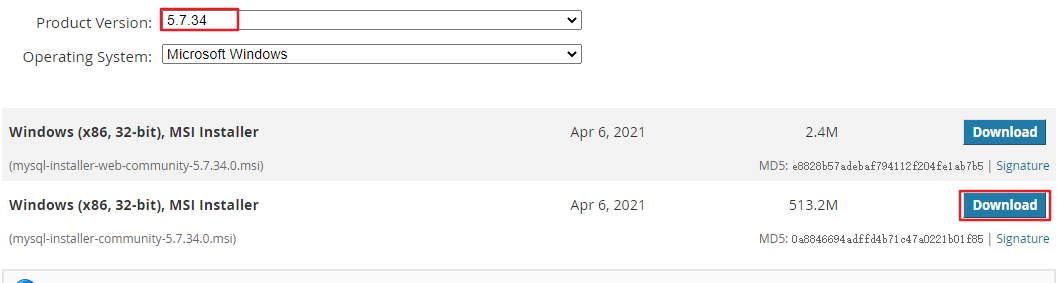 Product Version: 5.7.34
Operating System: Microsoft Windows
Windows (x86, 32-bit), MSI Installer Apr 6, 2021 2.4M Download
(mysql-installer-web-community-5.7.34.0.msi) MD5: e8828b57adebaf794112f204fe1ab7b5 | Signature
Windows (x86, 32-bit), MSI Installer Apr 6, 2021 513.2M Download
(mysql-installer-community-5.7.34.0.msi) MD5: 0a8846694adffd4b71c47a0221b01f85 | Signature